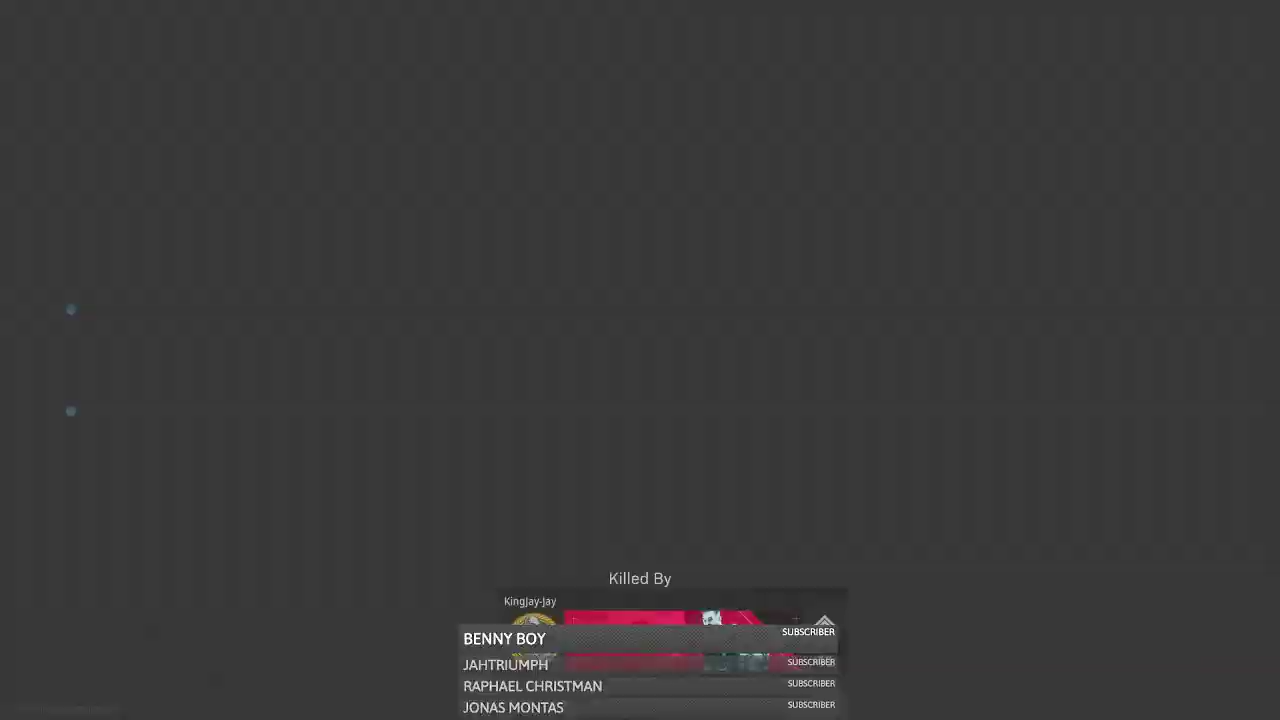 Killed By
KingJay-Jay
BENNY BOY SUBSCRIBER
JAHTRIUMPH SUBSCRIBER
RAPHAEL CHRISTMAN SUBSCRIBER
JONAS MONTAS SUBSCRIBER